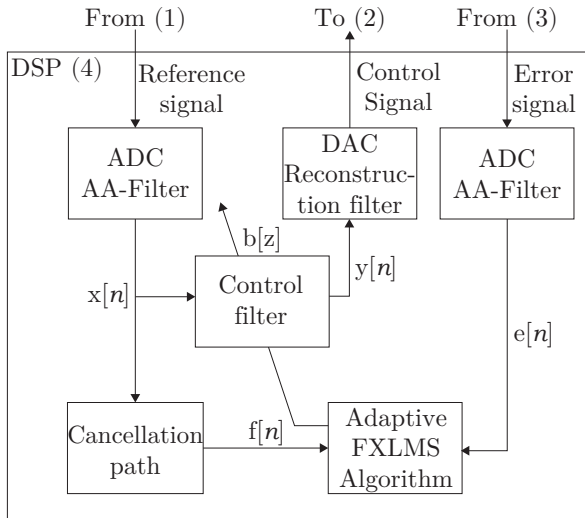 From (1)
To (2)
From (3)
DSP (4)
Reference
signal
Control
Signal
Error
signal
ADC
AA-Filter
DAC
Reconstruc-
tion filter
ADC
AA-Filter
b[z]
y[n]
x[n]
Control
filter
e[n]
Cancellation
path
f[n]
Adaptive
FXLMS
Algorithm